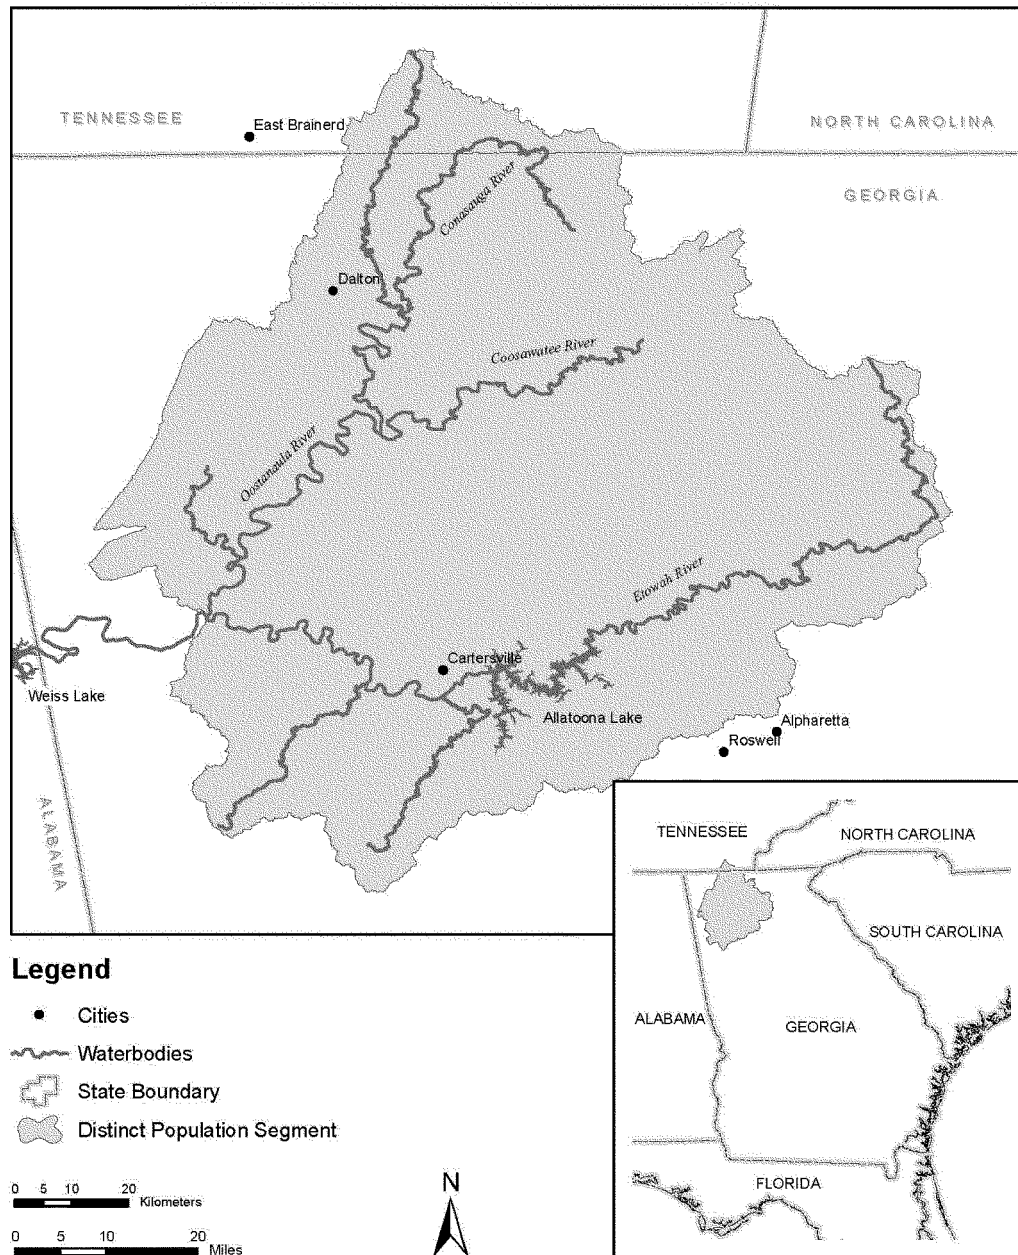 TENNESSEE
East Brainerd
NORTH CAROLINA
GEORGIA
Conasauga River
Dalton
Coosawatee River
Oostanaula River
Etowah River
Cartersville
Weiss Lake
Allatoona Lake
Alpharetta
Roswell
ALABAMA
TENNESSEE
NORTH CAROLINA
SOUTH CAROLINA
ALABAMA
GEORGIA
FLORIDA
Legend
Cities
Waterbodies
State Boundary
Distinct Population Segment
0 5 10 20 Kilometers
0 5 10 20 Miles
N